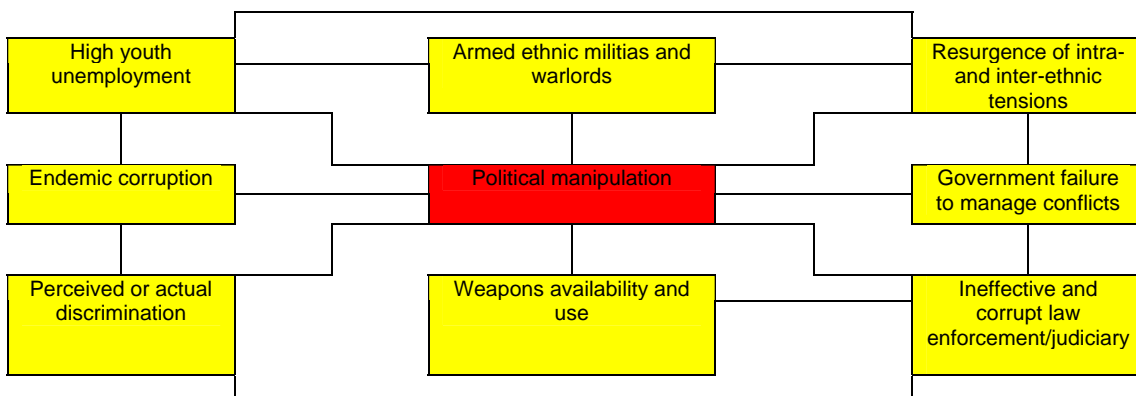 High youth
unemployment
Armed ethnic militias and
warlords
Resurgence of intra-
and inter-ethnic
tensions
Endemic corruption
Political manipulation
Government failure
to manage conflicts
Perceived or actual
discrimination
Weapons availability and
use
Ineffective and
corrupt law
enforcement/judiciary